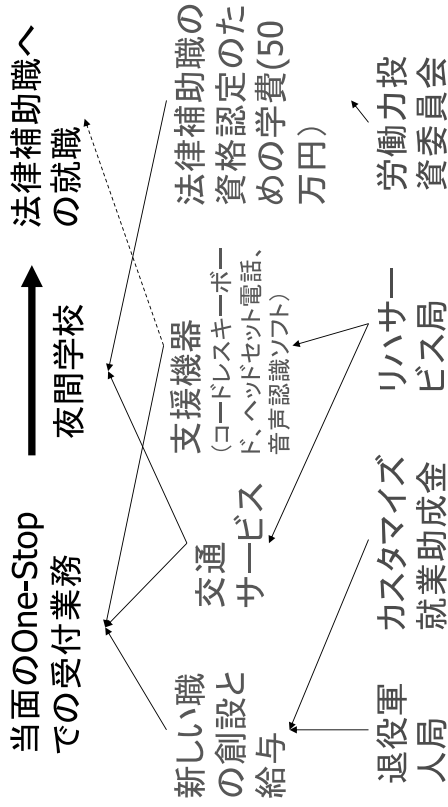 当面のOne-Stop
での受付業務
夜間学校
法律補助職へ
の就職
新しい職
の創設と
給与
交通
サービス
支援機器
(コードレスキーボー
ド、ヘッドセット電話、
音声認識ソフト)
法律補助職の
資格認定のた
めの学費(50
万円)
退役軍
人局
カスタマイズ
就業助成金
リハサー
ビス局
労働力投
資委員会